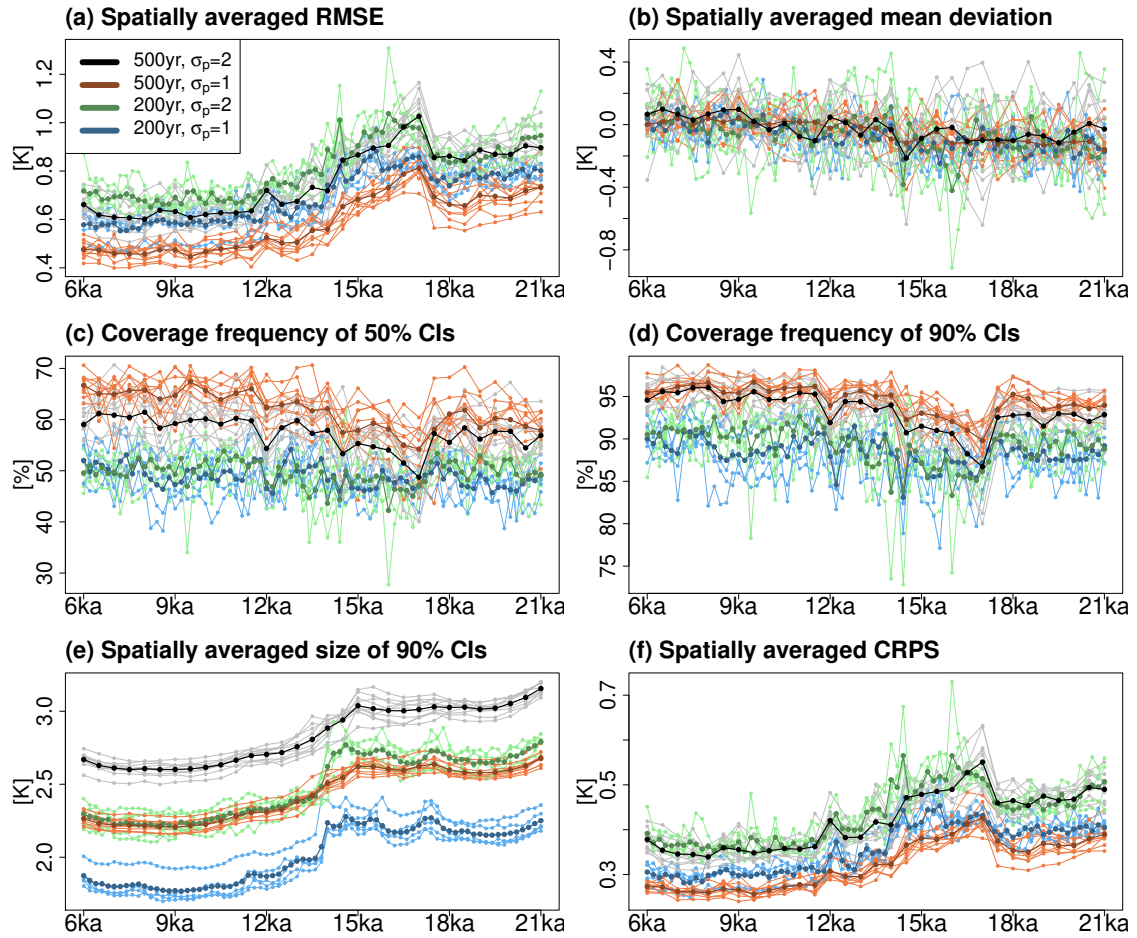 (a) Spatially averaged RMSE
(b) Spatially averaged mean deviation
500yr, σp=2
500yr, σp=1
200yr, σp=2
200yr, σp=1
[K]
0.4 0.6 0.8 1.0 1.2
6ka 9ka 12ka 15ka 18ka 21ka
[K]
−0.8 −0.4 0.0 0.4
6ka 9ka 12ka 15ka 18ka 21ka
(c) Coverage frequency of 50% CIs
(d) Coverage frequency of 90% CIs
[%]
30 40 50 60 70
6ka 9ka 12ka 15ka 18ka 21ka
[%]
75 80 85 90 95
6ka 9ka 12ka 15ka 18ka 21ka
(e) Spatially averaged size of 90% CIs
(f) Spatially averaged CRPS
[K]
2.0 2.5 3.0
6ka 9ka 12ka 15ka 18ka 21ka
[K]
0.3 0.5 0.7
6ka 9ka 12ka 15ka 18ka 21ka